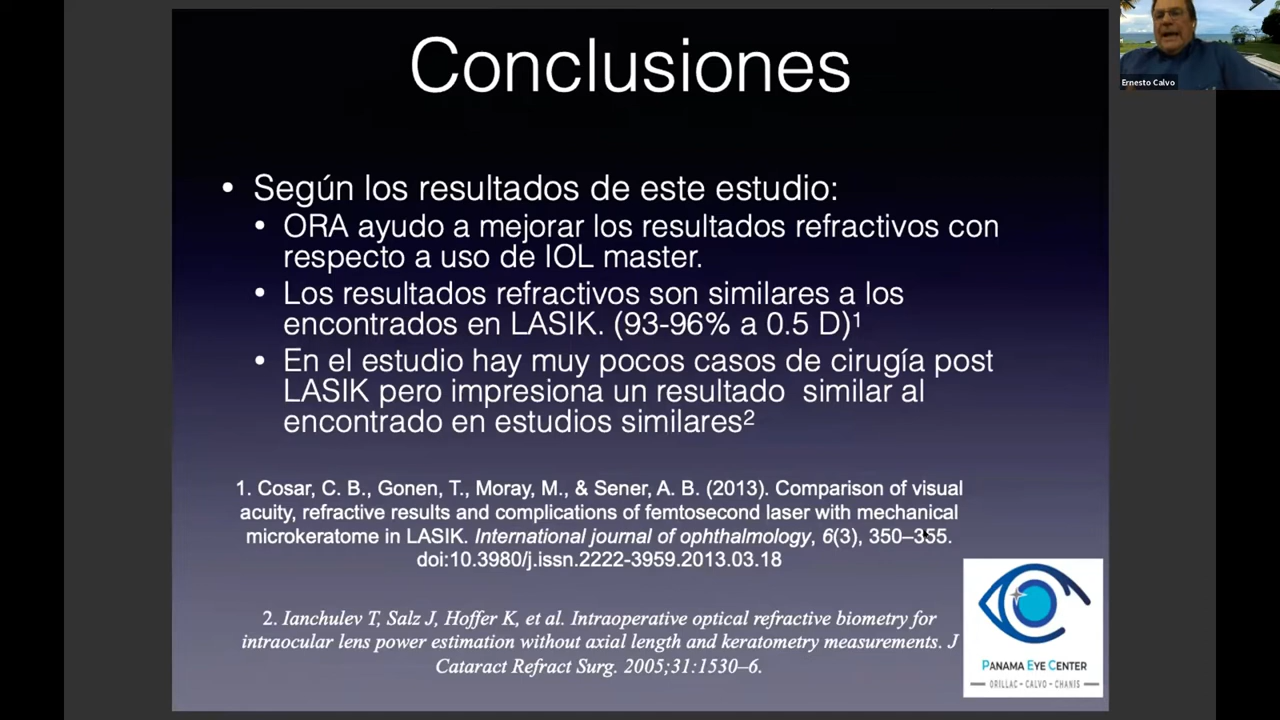 Conclusiones
Ernesto Calvo
• Según los resultados de este estudio:
• ORA ayudo a mejorar los resultados refractivos con
respecto a uso de IOL master.
• Los resultados refractivos son similares a los
encontrados en LASIK. (93-96% a 0.5 D)¹
• En el estudio hay muy pocos casos de cirugía post
LASIK pero impresiona un resultado similar al
encontrado en estudios similares²
1. Cosar, C. B., Gonen, T., Moray, M., & Sener, A. B. (2013). Comparison of visual
acuity, refractive results and complications of femtosecond laser with mechanical
microkeratome in LASIK. International journal of ophthalmology, 6(3), 350–355.
doi:10.3980/j.issn.2222-3959.2013.03.18
2. Ianchulev T, Salz J, Hoffer K, et al. Intraoperative optical refractive biometry for
intraocular lens power estimation without axial length and keratometry measurements. J
Cataract Refract Surg. 2005;31:1530–6.
PANAMA EYE CENTER
ORILLAC - CALVO - CHANIS